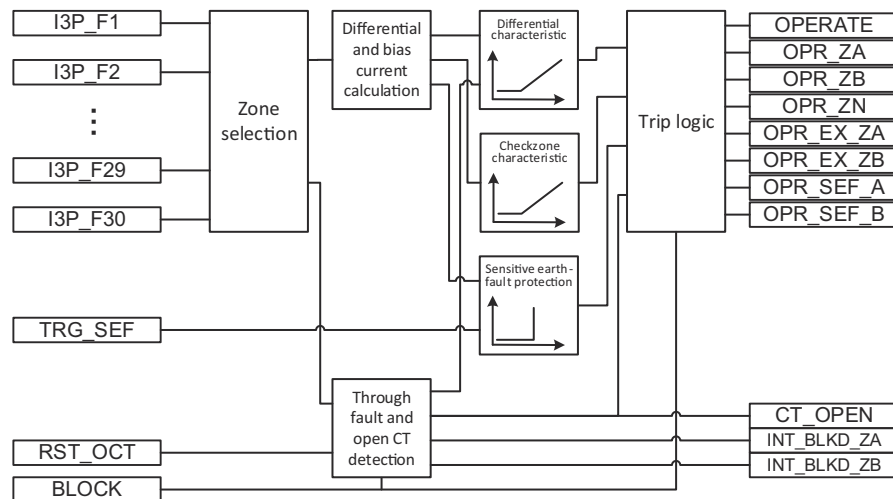 I3P_F1
I3P_F2
⋮
I3P_F29
I3P_F30
TRG_SEF
RST_OCT
BLOCK
Zone
selection
Differential
and bias
current
calculation
Differential
characteristic
Checkzone
characteristic
Sensitive earth-
fault protection
Through
fault and
open CT
detection
Trip logic
OPERATE
OPR_ZA
OPR_ZB
OPR_ZN
OPR_EX_ZA
OPR_EX_ZB
OPR_SEF_A
OPR_SEF_B
CT_OPEN
INT_BLKD_ZA
INT_BLKD_ZB